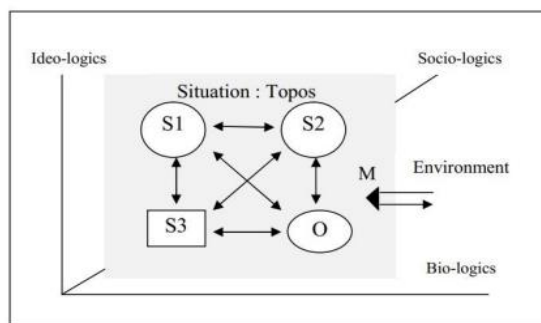 Ideo-logics
Socio-logics
Situation : Topos
S1
S2
M
Environment
S3
O
Bio-logics